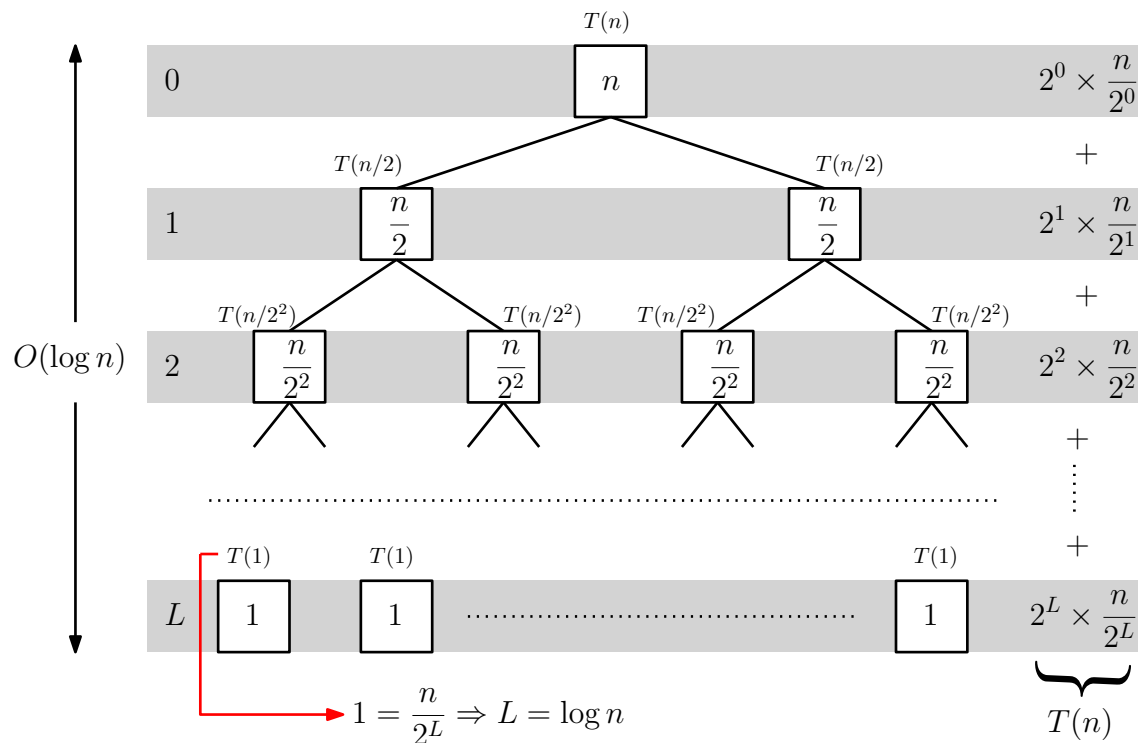 T(n)
0 n 2^0 × n/2^0
+
T(n/2) T(n/2)
1 n/2 n/2 2^1 × n/2^1
+
T(n/2^2) T(n/2^2) T(n/2^2) T(n/2^2)
O(log n) 2 n/2^2 n/2^2 n/2^2 n/2^2 2^2 × n/2^2
+
+
T(1) T(1) T(1)
L 1 1 1 2^L × n/2^L
1 = n/2^L ⇒ L = log n T(n)